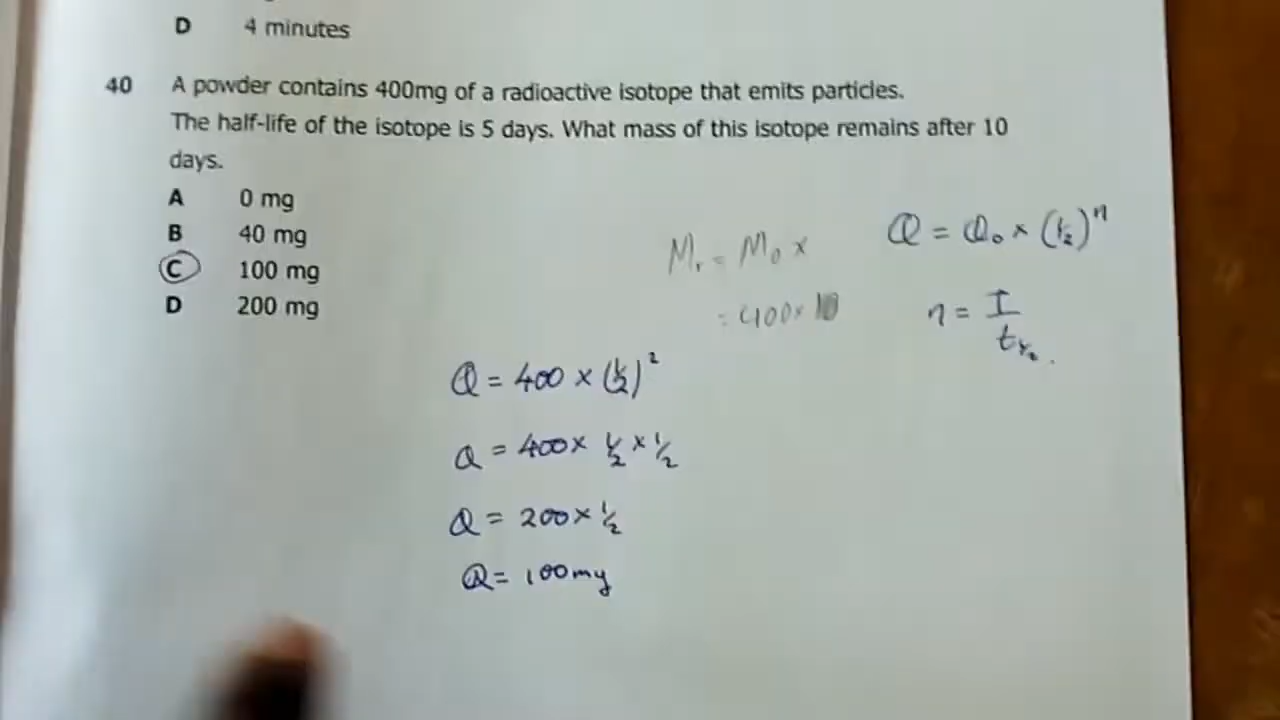 D 4 minutes
40 A powder contains 400mg of a radioactive isotope that emits particles.
The half-life of the isotope is 5 days. What mass of this isotope remains after 10
days.
A 0 mg
B 40 mg
C 100 mg
D 200 mg
Mr = M0 ×
= 400 × 10
Q = Q0 × (1/2)^n
n = T / t1/2 .
Q = 400 × (1/2)^2
Q = 400 × 1/2 × 1/2
Q = 200 × 1/2
Q = 100mg